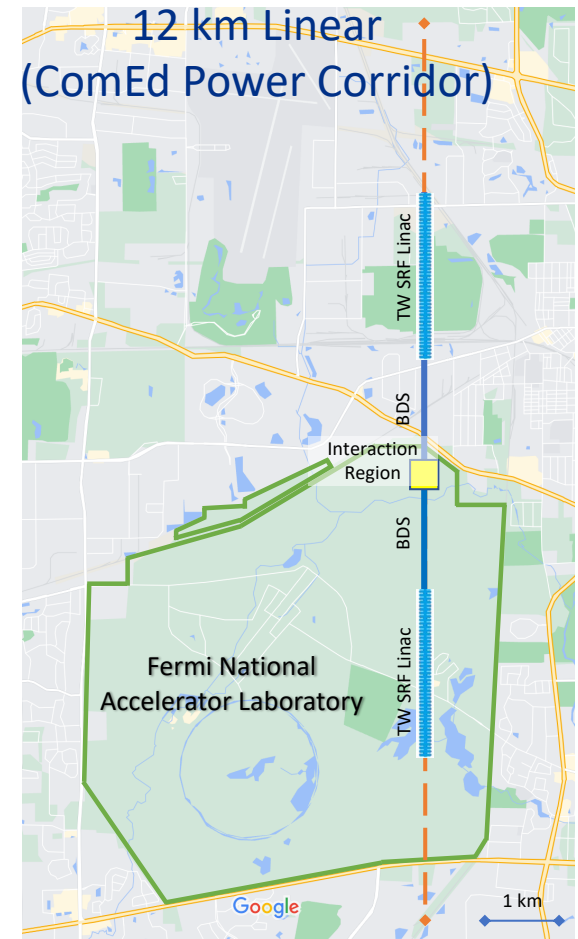 12 km Linear
(ComEd Power Corridor)
TW SRF Linac
BDS
Interaction
Region
BDS
TW SRF Linac
Fermi National
Accelerator Laboratory
Google
1 km